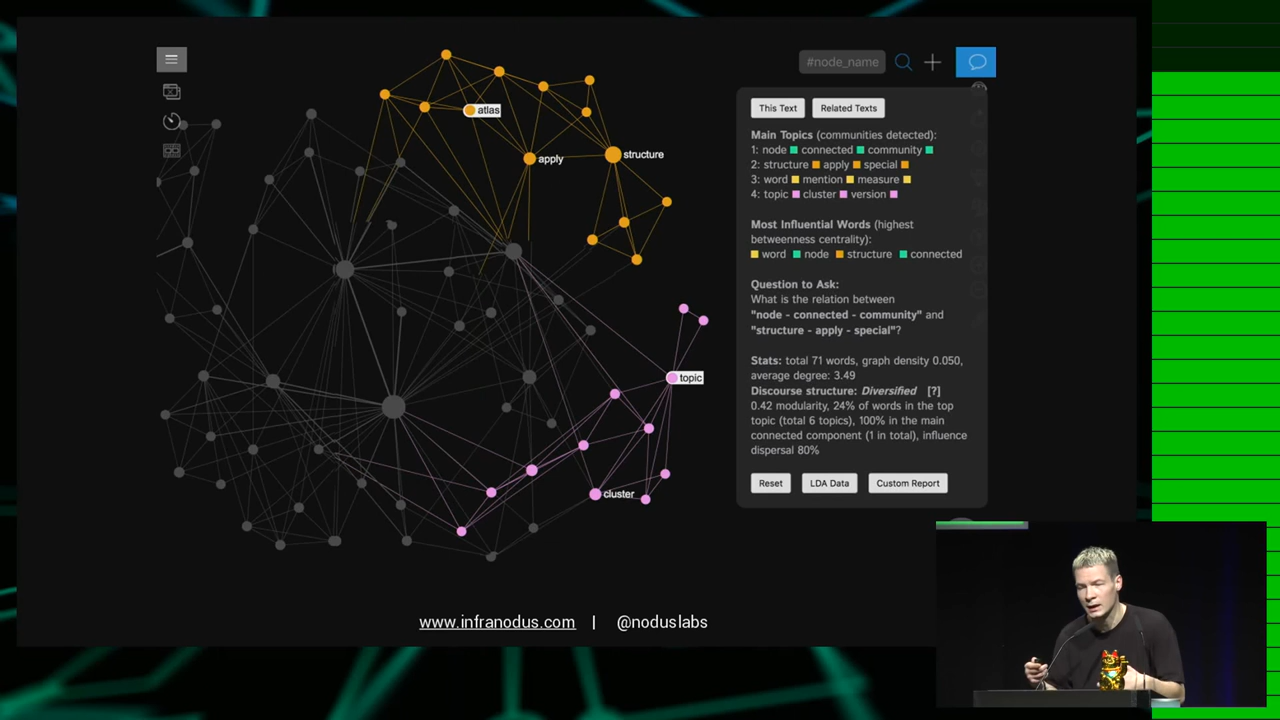 #node_name
This Text Related Texts
Main Topics (communities detected):
1: node connected community
2: structure apply special
3: word mention measure
4: topic cluster version
Most Influential Words (highest
betweenness centrality):
word node structure connected
Question to Ask:
What is the relation between
"node - connected - community" and
"structure - apply - special"?
Stats: total 71 words, graph density 0.050,
average degree: 3.49
Discourse structure: Diversified [?]
0.42 modularity, 24% of words in the top
topic (total 6 topics), 100% in the main
connected component (1 in total), influence
dispersal 80%
Reset LDA Data Custom Report
atlas
apply
structure
topic
cluster
www.infranodus.com | @noduslabs